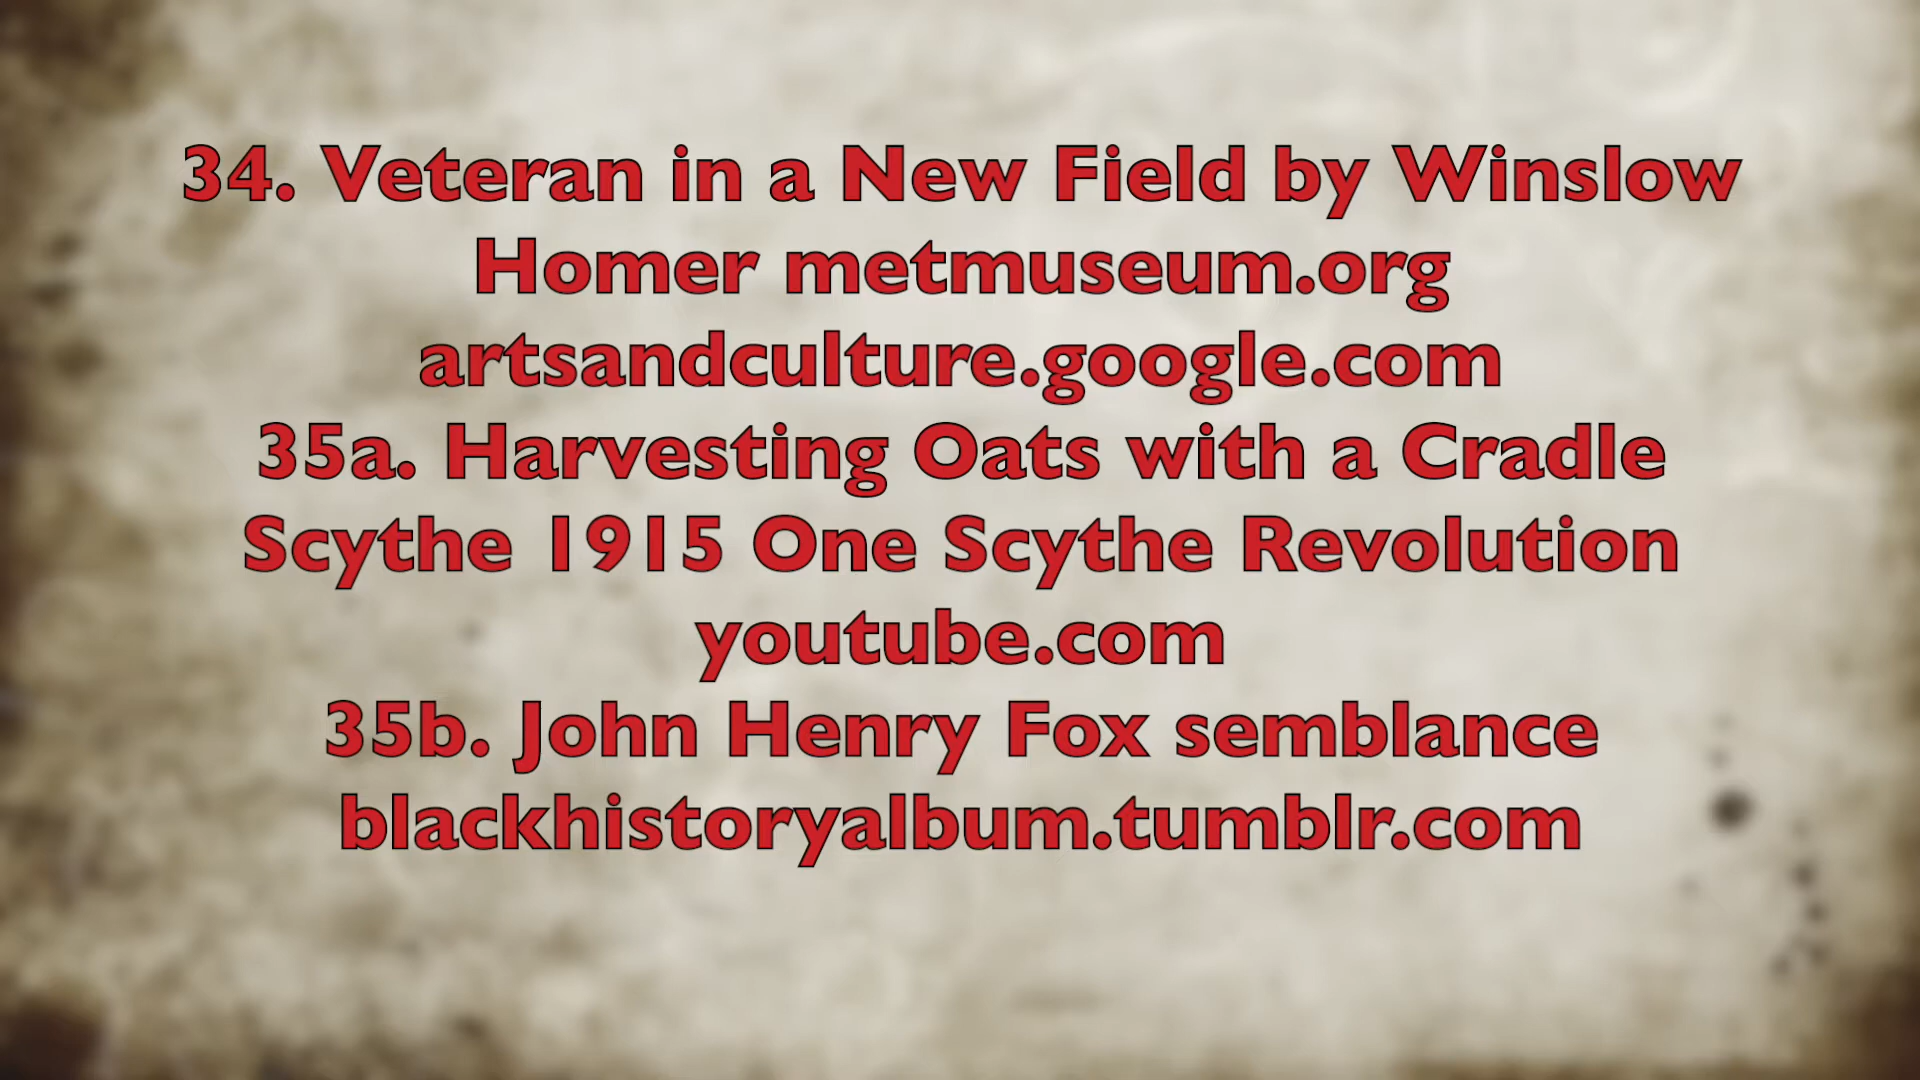 34. Veteran in a New Field by Winslow
Homer metmuseum.org
artsandculture.google.com
35a. Harvesting Oats with a Cradle
Scythe 1915 One Scythe Revolution
youtube.com
35b. John Henry Fox semblance
blackhistoryalbum.tumblr.com